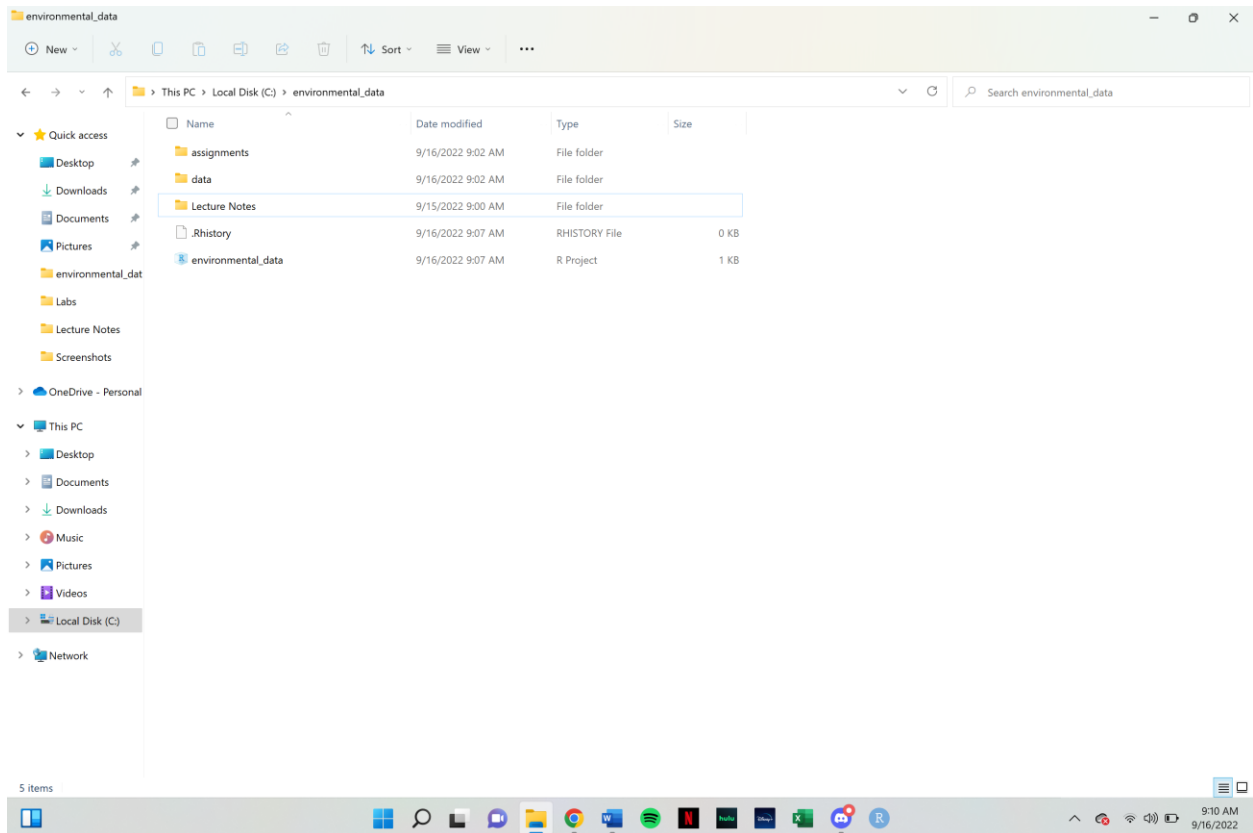 environmental_data
New Sort View
This PC > Local Disk (C:) > environmental_data
Search environmental_data
Name Date modified Type Size
assignments 9/16/2022 9:02 AM File folder
data 9/16/2022 9:02 AM File folder
Lecture Notes 9/15/2022 9:00 AM File folder
.Rhistory 9/16/2022 9:07 AM RHISTORY File 0 KB
environmental_data 9/16/2022 9:07 AM R Project 1 KB
Quick access
Desktop
Downloads
Documents
Pictures
environmental_dat
Labs
Lecture Notes
Screenshots
OneDrive - Personal
This PC
Desktop
Documents
Downloads
Music
Pictures
Videos
Local Disk (C:)
Network
5 items
W N hulu Disney+ X R
9:10 AM
9/16/2022